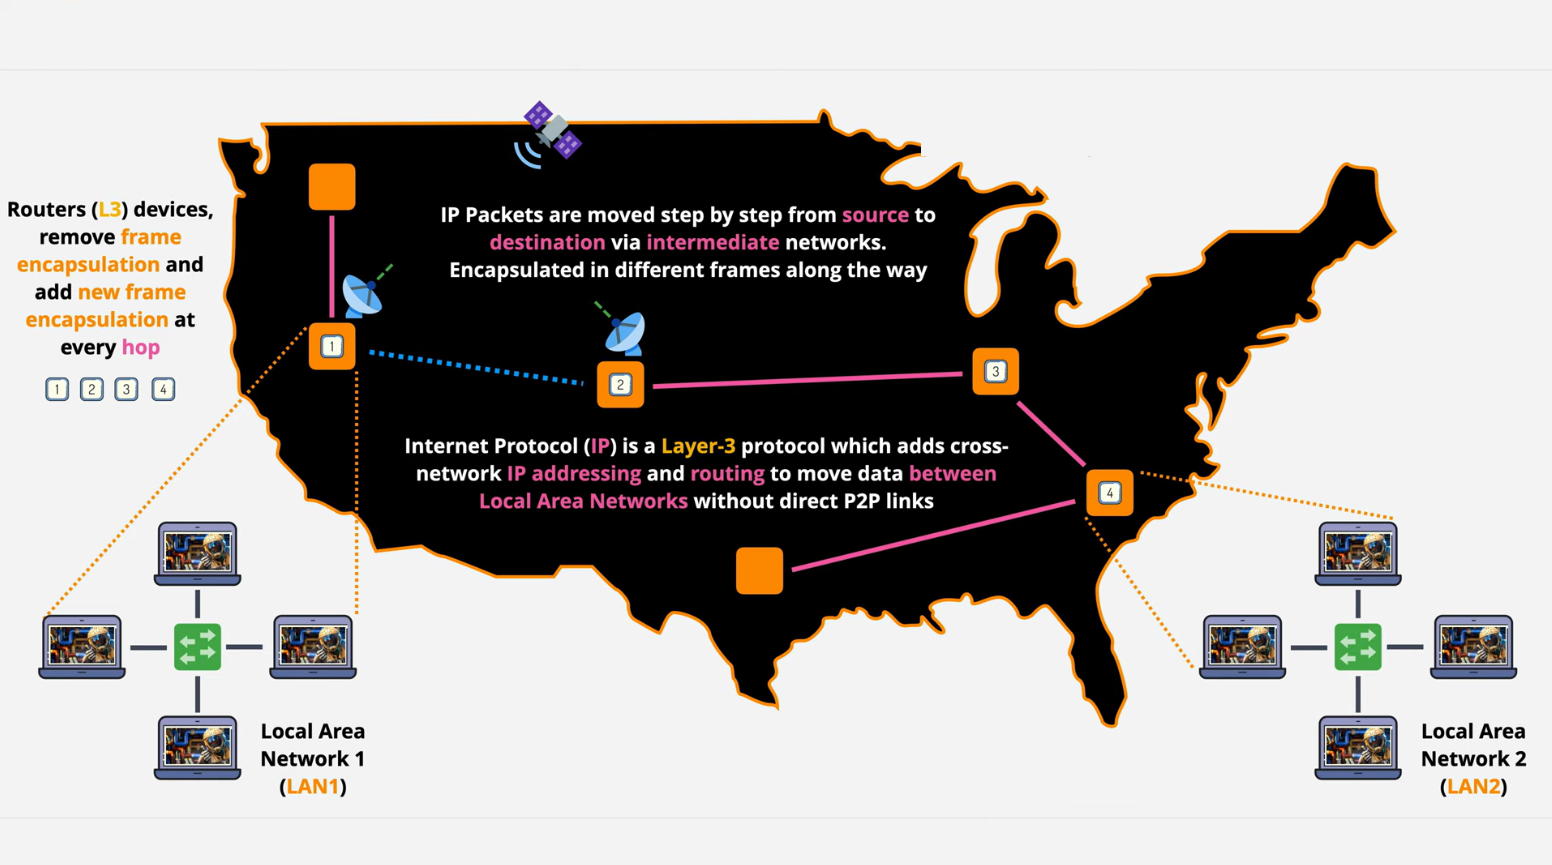 Routers (L3) devices,
remove frame
encapsulation and
add new frame
encapsulation at
every hop
1 2 3 4
IP Packets are moved step by step from source to
destination via intermediate networks.
Encapsulated in different frames along the way
1
2
3
4
Internet Protocol (IP) is a Layer-3 protocol which adds cross-
network IP addressing and routing to move data between
Local Area Networks without direct P2P links
Local Area
Network 1
(LAN1)
Local Area
Network 2
(LAN2)